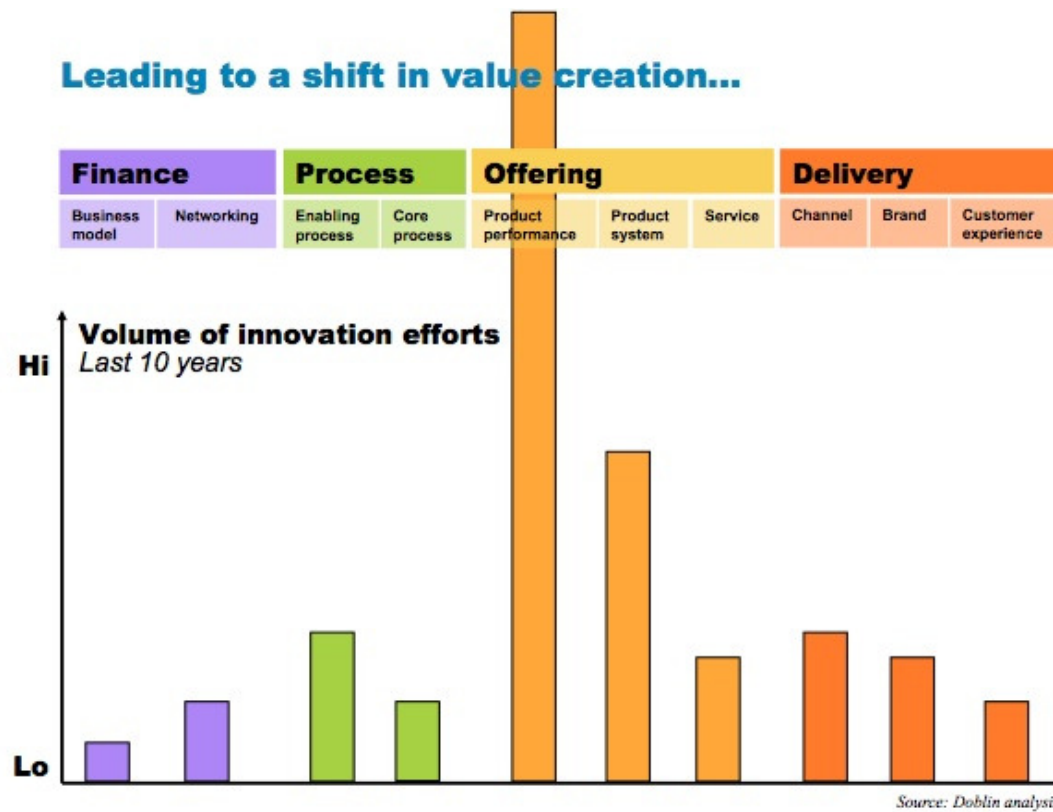 Leading to a shift in value creation...
Finance Process Offering Delivery
Business model
Networking
Enabling process
Core process
Product performance
Product system
Service
Channel
Brand
Customer experience
Volume of innovation efforts
Last 10 years
Hi
Lo
Source: Doblin analysi